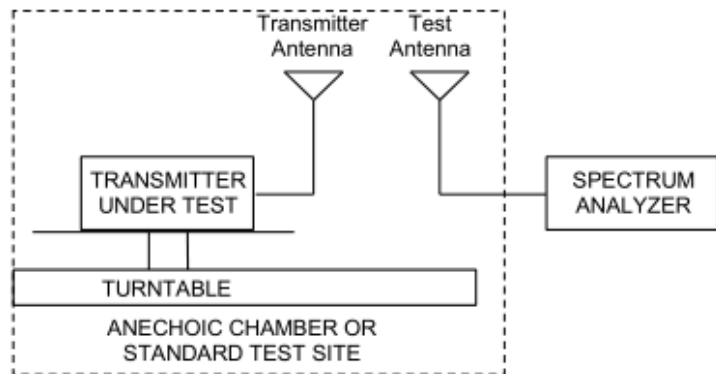 Transmitter
Antenna
Test
Antenna
TRANSMITTER
UNDER TEST
SPECTRUM
ANALYZER
TURNTABLE
ANECHOIC CHAMBER OR
STANDARD TEST SITE